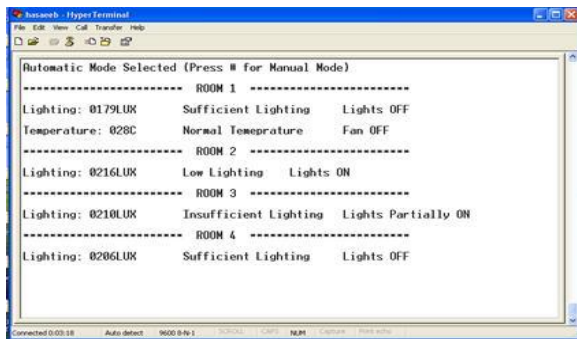 hasaeeb - HyperTerminal
File Edit View Call Transfer Help
Automatic Mode Selected (Press # for Manual Mode)
------------------------ ROOM 1 ------------------------
Lighting: 0179LUX Sufficient Lighting Lights OFF
Temperature: 028C Normal Temeprature Fan OFF
------------------------ ROOM 2 ------------------------
Lighting: 0216LUX Low Lighting Lights ON
------------------------ ROOM 3 ------------------------
Lighting: 0210LUX Insufficient Lighting Lights Partially ON
------------------------ ROOM 4 ------------------------
Lighting: 0206LUX Sufficient Lighting Lights OFF
Connected 0:03:18 Auto detect 9600 8-N-1 SCROLL CAPS NUM Capture Print echo